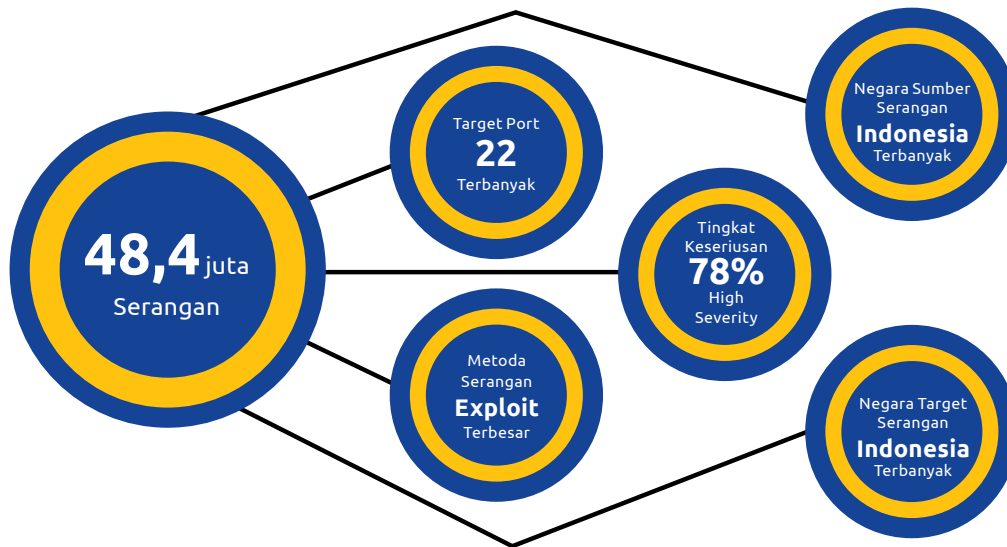 48,4 juta
Serangan
Target Port
22
Terbanyak
Negara Sumber
Serangan
Indonesia
Terbanyak
Tingkat
Keseriusan
78%
High
Severity
Metoda
Serangan
Exploit
Terbesar
Negara Target
Serangan
Indonesia
Terbanyak